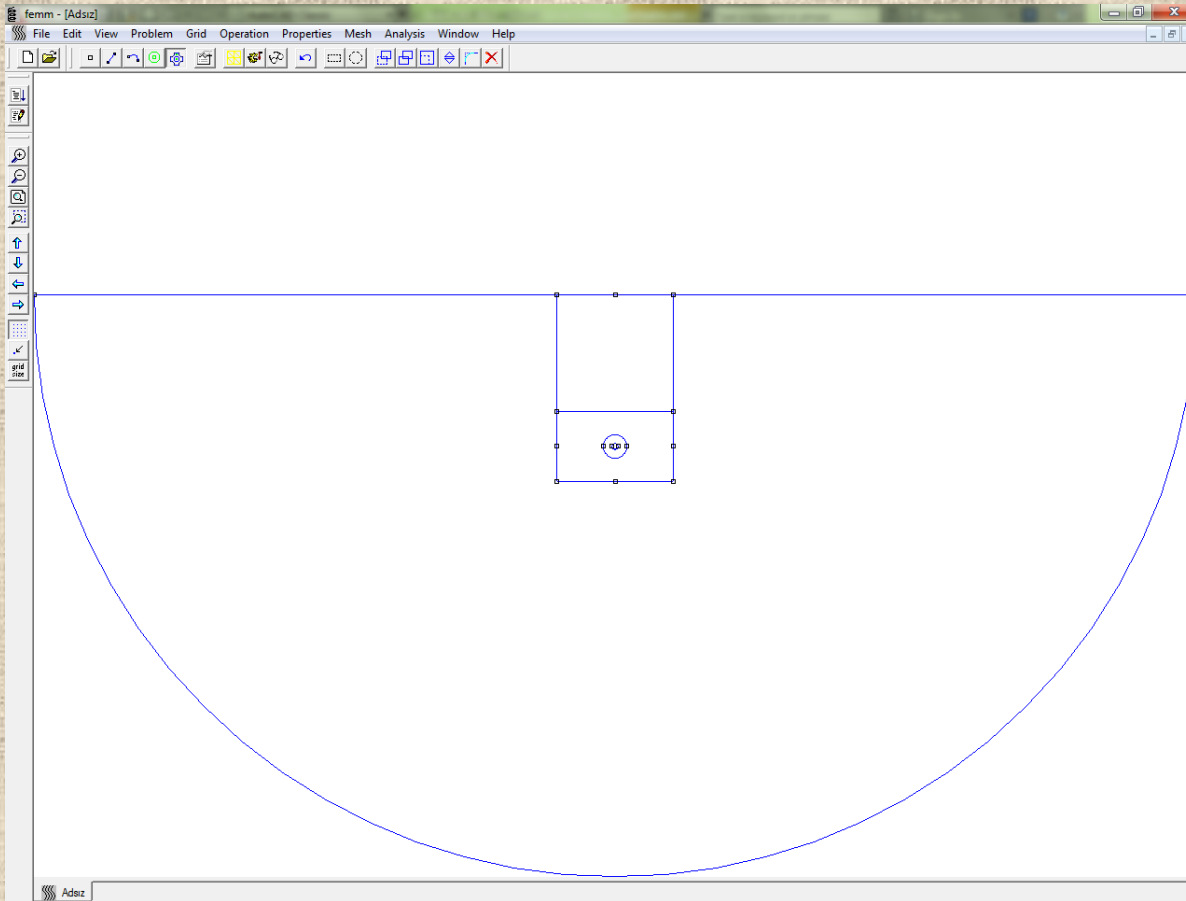 femm - [Adsız]
File Edit View Problem Grid Operation Properties Mesh Analysis Window Help
grid
size
Adsız